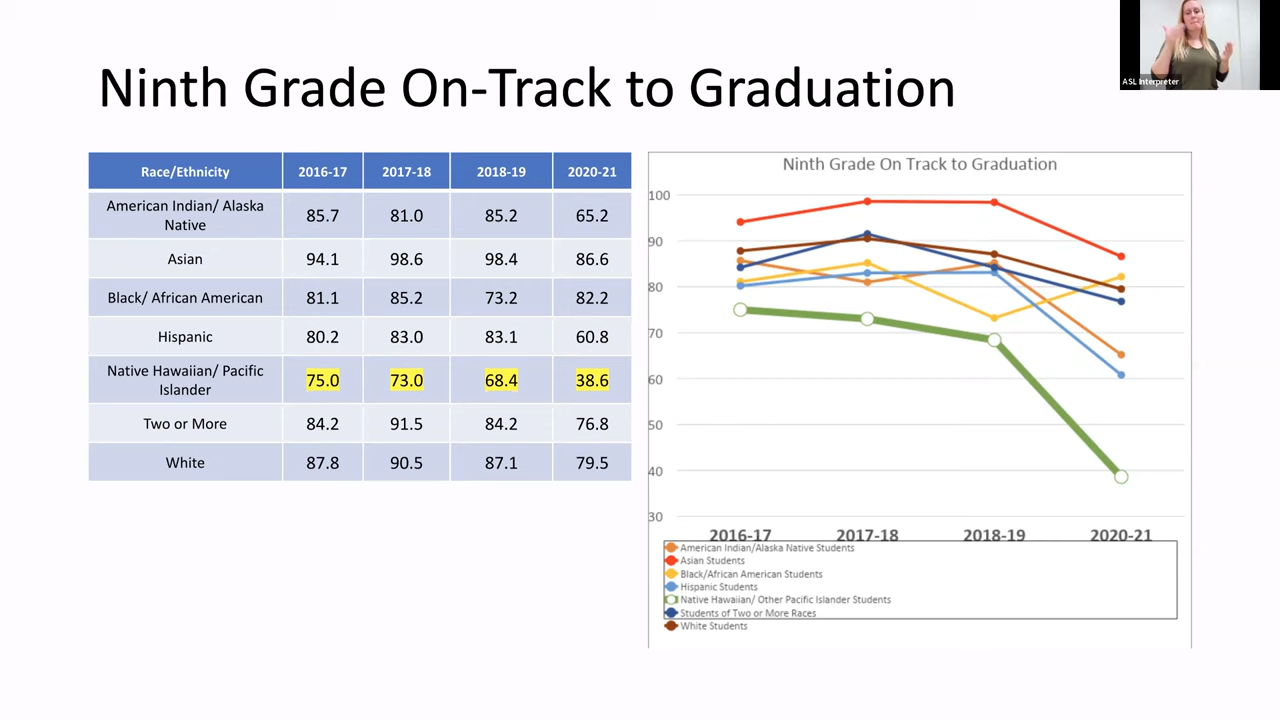 ASL Interpreter
Ninth Grade On-Track to Graduation
Race/Ethnicity 2016-17 2017-18 2018-19 2020-21
American Indian/ Alaska
Native 85.7 81.0 85.2 65.2
Asian 94.1 98.6 98.4 86.6
Black/ African American 81.1 85.2 73.2 82.2
Hispanic 80.2 83.0 83.1 60.8
Native Hawaiian/ Pacific
Islander 75.0 73.0 68.4 38.6
Two or More 84.2 91.5 84.2 76.8
White 87.8 90.5 87.1 79.5
Ninth Grade On Track to Graduation
100
90
80
70
60
50
40
30
2016-17 2017-18 2018-19 2020-21
American Indian/Alaska Native Students
Asian Students
Black/African American Students
Hispanic Students
Native Hawaiian/ Other Pacific Islander Students
Students of Two or More Races
White Students